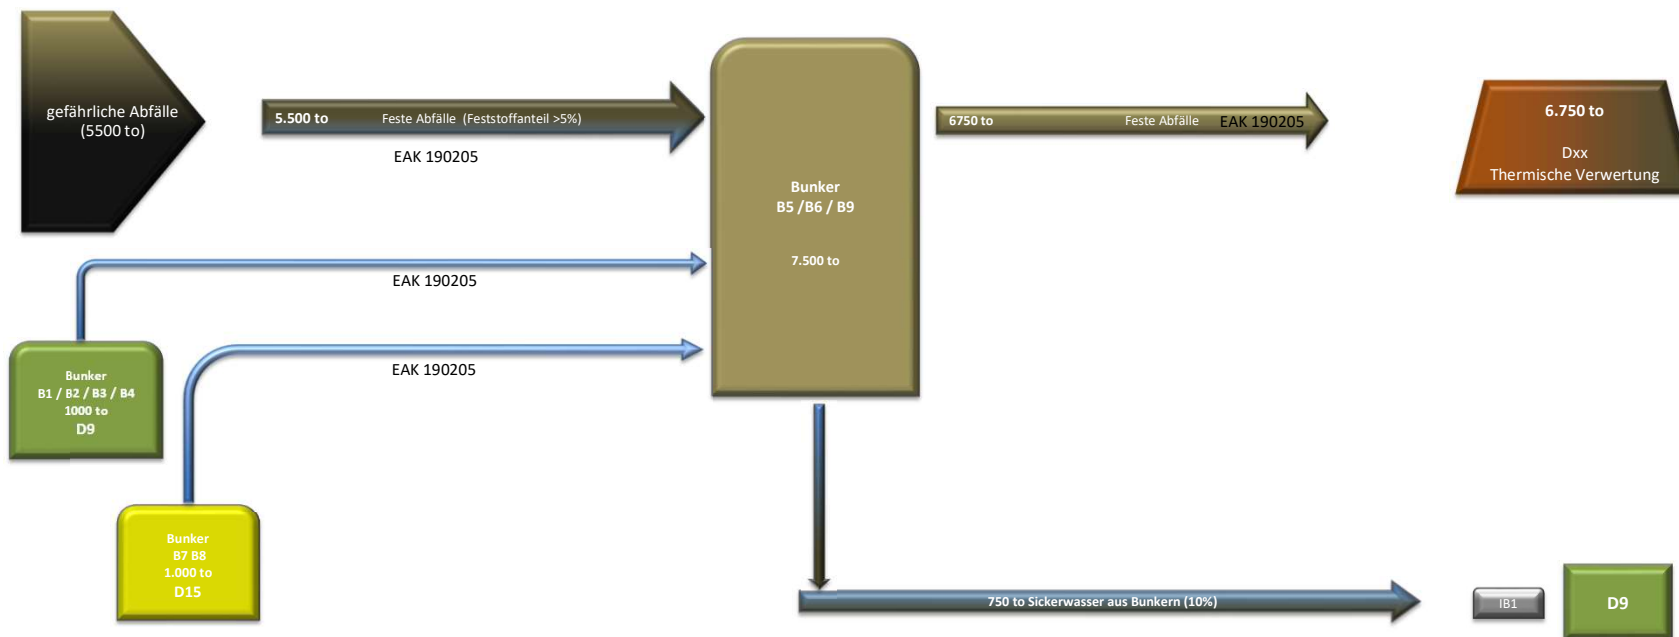 gefährliche Abfälle
(5500 to)
5.500 to Feste Abfälle (Feststoffanteil >5%)
EAK 190205
Bunker
B5 /B6 / B9
7.500 to
6750 to Feste Abfälle EAK 190205
6.750 to
Dxx
Thermische Verwertung
EAK 190205
EAK 190205
Bunker
B1 / B2 / B3 / B4
1000 to
D9
Bunker
B7 B8
1.000 to
D15
750 to Sickerwasser aus Bunkern (10%)
IB1
D9